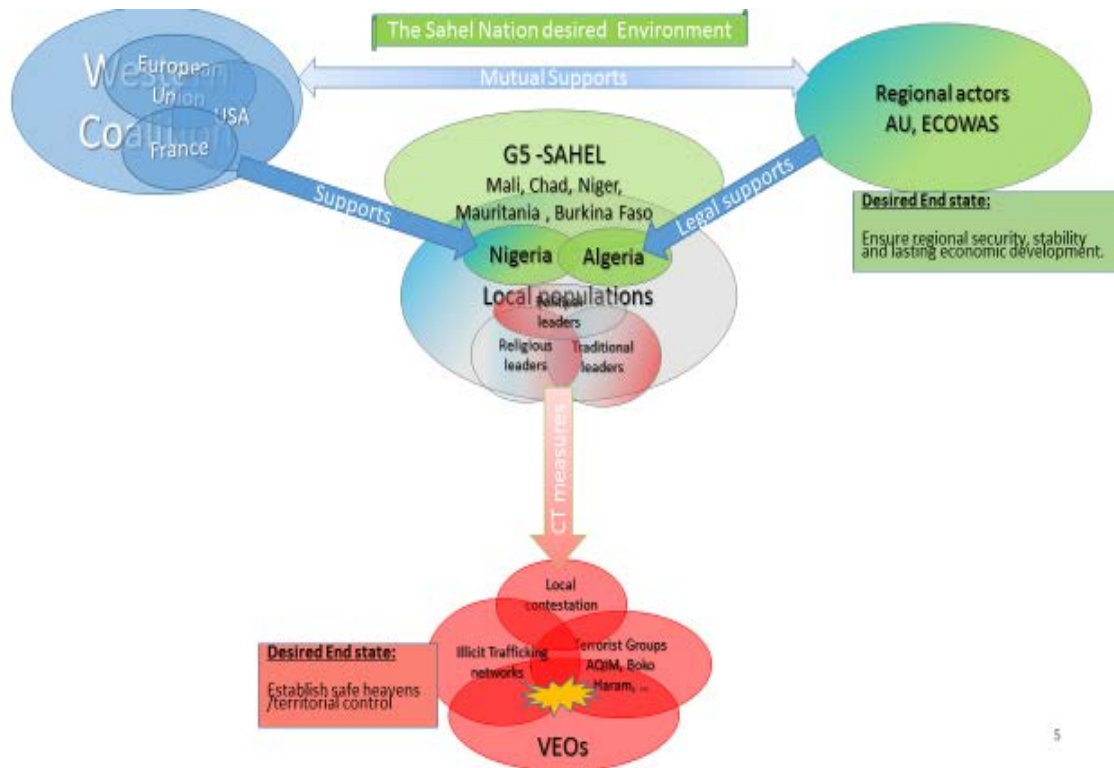 The Sahel Nation desired Environment
Western
Coalition
European
Union
USA
France
Mutual Supports
Regional actors
AU, ECOWAS
Supports
Legal supports
G5 -SAHEL
Mali, Chad, Niger,
Mauritania , Burkina Faso
Nigeria
Algeria
Local populations
leaders
Religious
leaders
Traditional
leaders
Desired End state:
Ensure regional security, stability
and lasting economic development.
CT measures
Local
contestation
Illicit Trafficking
networks
Terrorist Groups
AQIM, Boko
Haram, ..
VEOs
Desired End state:
Establish safe heavens
/territorial control
5